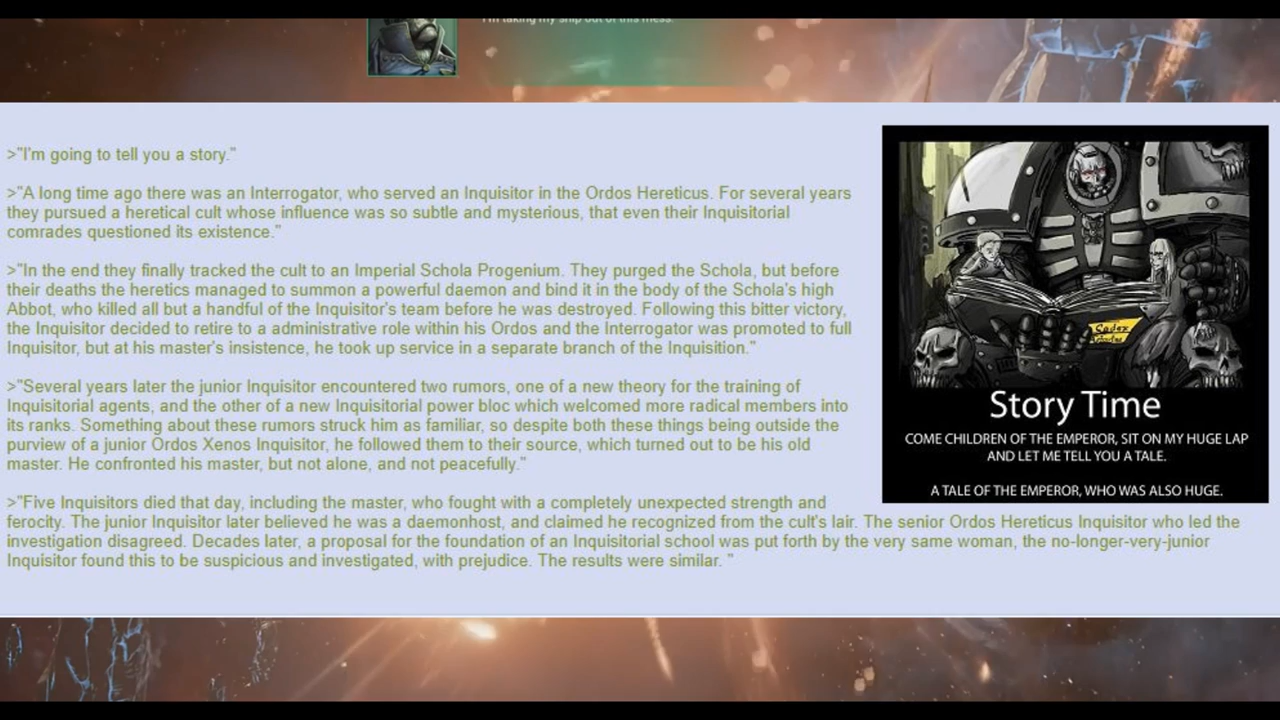 I'm taking my ship out of this mess.
>"I'm going to tell you a story."
>"A long time ago there was an Interrogator, who served an Inquisitor in the Ordos Hereticus. For several years
they pursued a heretical cult whose influence was so subtle and mysterious, that even their Inquisitorial
comrades questioned its existence."
>"In the end they finally tracked the cult to an Imperial Schola Progenium. They purged the Schola, but before
their deaths the heretics managed to summon a powerful daemon and bind it in the body of the Schola's high
Abbot, who killed all but a handful of the Inquisitor's team before he was destroyed. Following this bitter victory,
the Inquisitor decided to retire to a administrative role within his Ordos and the Interrogator was promoted to full
Inquisitor, but at his master's insistence, he took up service in a separate branch of the Inquisition."
>"Several years later the junior Inquisitor encountered two rumors, one of a new theory for the training of
Inquisitorial agents, and the other of a new Inquisitorial power bloc which welcomed more radical members into
its ranks. Something about these rumors struck him as familiar, so despite both these things being outside the
purview of a junior Ordos Xenos Inquisitor, he followed them to their source, which turned out to be his old
master. He confronted his master, but not alone, and not peacefully."
>"Five Inquisitors died that day, including the master, who fought with a completely unexpected strength and
ferocity. The junior Inquisitor later believed he was a daemonhost, and claimed he recognized from the cult's lair. The senior Ordos Hereticus Inquisitor who led the
investigation disagreed. Decades later, a proposal for the foundation of an Inquisitorial school was put forth by the very same woman, the no-longer-very-junior
Inquisitor found this to be suspicious and investigated, with prejudice. The results were similar. "
Codex
Story Time
COME CHILDREN OF THE EMPEROR, SIT ON MY HUGE LAP
AND LET ME TELL YOU A TALE.
A TALE OF THE EMPEROR, WHO WAS ALSO HUGE.